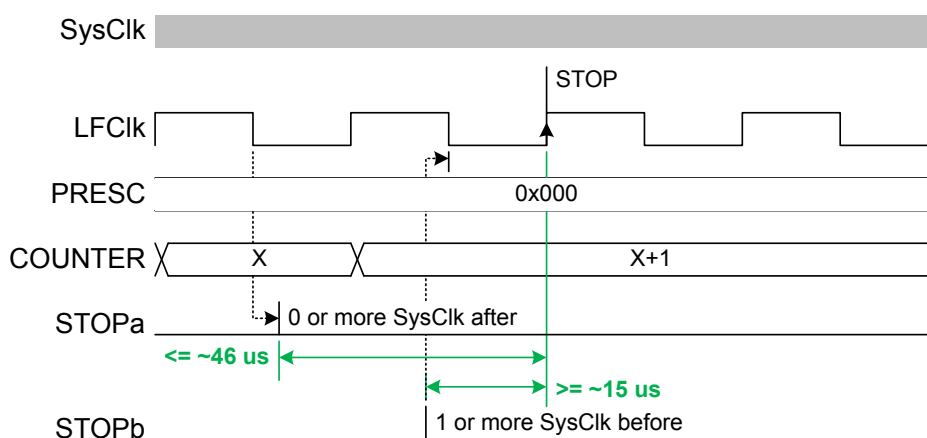 SysClk
STOP
LFClk
PRESC
0x000
COUNTER
X
X+1
STOPa
0 or more SysClk after
<= ~46 us
>= ~15 us
STOPb
1 or more SysClk before